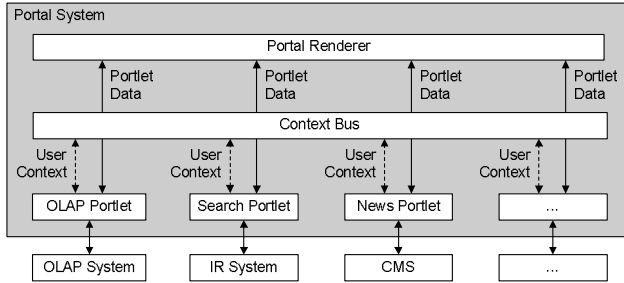 Portal System
Portal Renderer
Portlet Data
Portlet Data
Portlet Data
Portlet Data
Context Bus
User Context
User Context
User Context
User Context
OLAP Portlet
Search Portlet
News Portlet
...
OLAP System
IR System
CMS
...